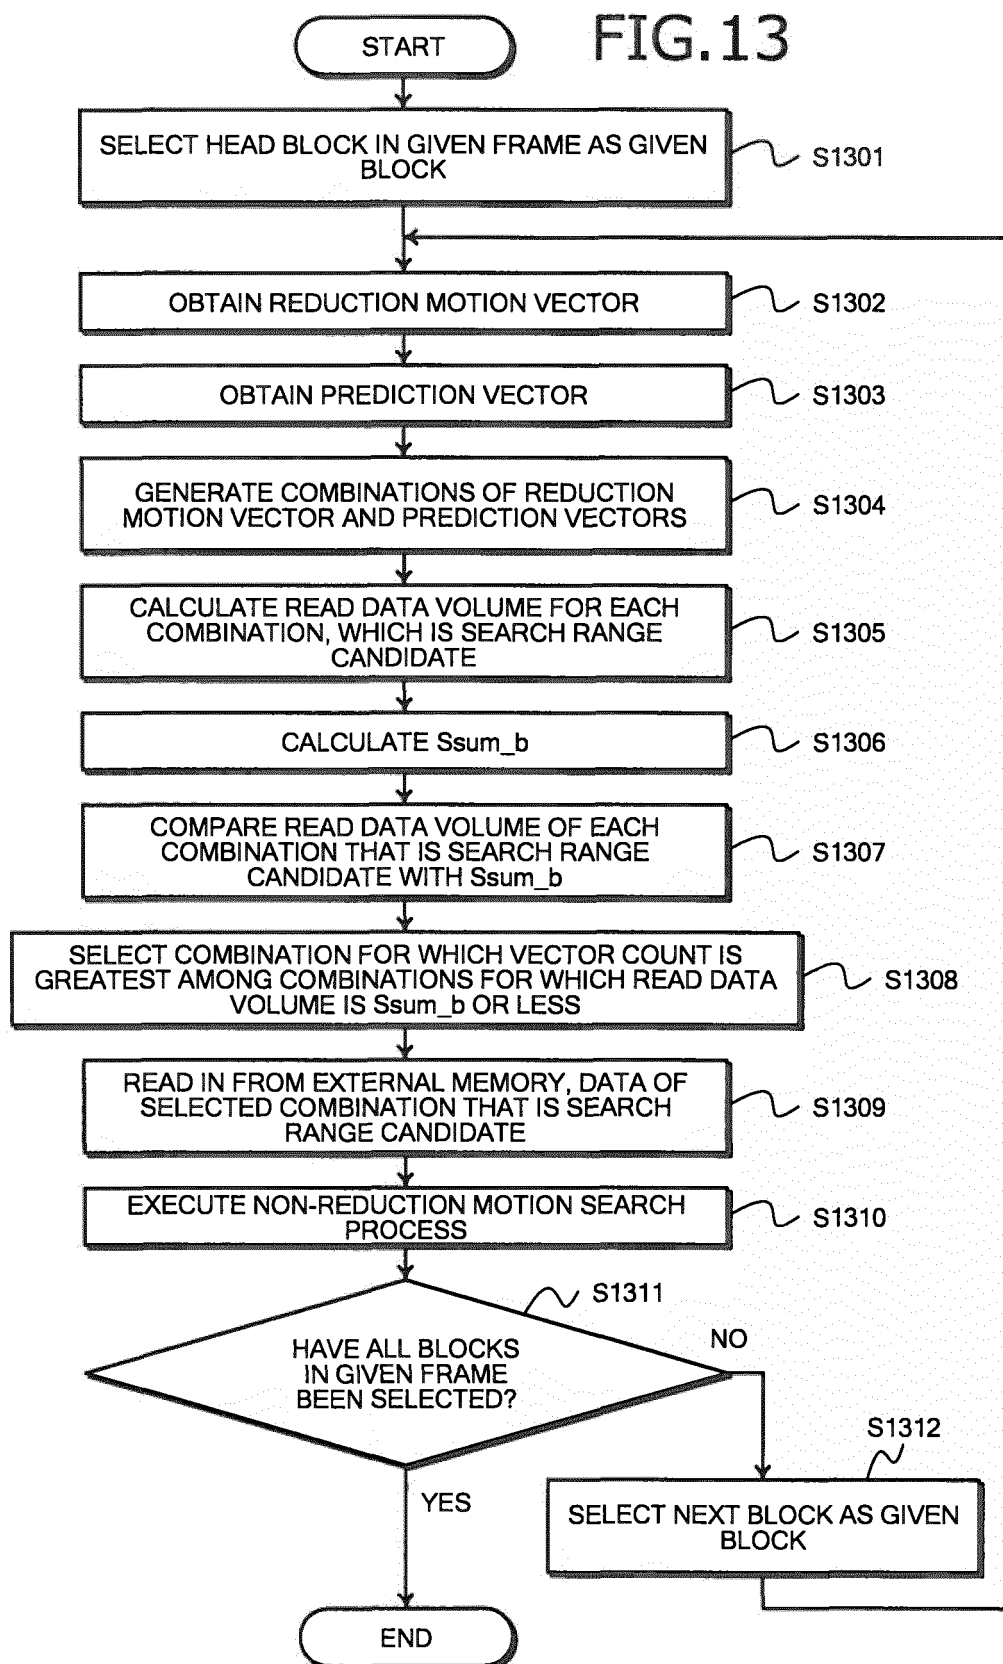 FIG.13
START
SELECT HEAD BLOCK IN GIVEN FRAME AS GIVEN
BLOCK
S1301
OBTAIN REDUCTION MOTION VECTOR
S1302
OBTAIN PREDICTION VECTOR
S1303
GENERATE COMBINATIONS OF REDUCTION
MOTION VECTOR AND PREDICTION VECTORS
S1304
CALCULATE READ DATA VOLUME FOR EACH
COMBINATION, WHICH IS SEARCH RANGE
CANDIDATE
S1305
CALCULATE Ssum_b
S1306
COMPARE READ DATA VOLUME OF EACH
COMBINATION THAT IS SEARCH RANGE
CANDIDATE WITH Ssum_b
S1307
SELECT COMBINATION FOR WHICH VECTOR COUNT IS
GREATEST AMONG COMBINATIONS FOR WHICH READ DATA
VOLUME IS Ssum_b OR LESS
S1308
READ IN FROM EXTERNAL MEMORY, DATA OF
SELECTED COMBINATION THAT IS SEARCH
RANGE CANDIDATE
S1309
EXECUTE NON-REDUCTION MOTION SEARCH
PROCESS
S1310
S1311
HAVE ALL BLOCKS
IN GIVEN FRAME
BEEN SELECTED?
NO
S1312
SELECT NEXT BLOCK AS GIVEN
BLOCK
YES
END